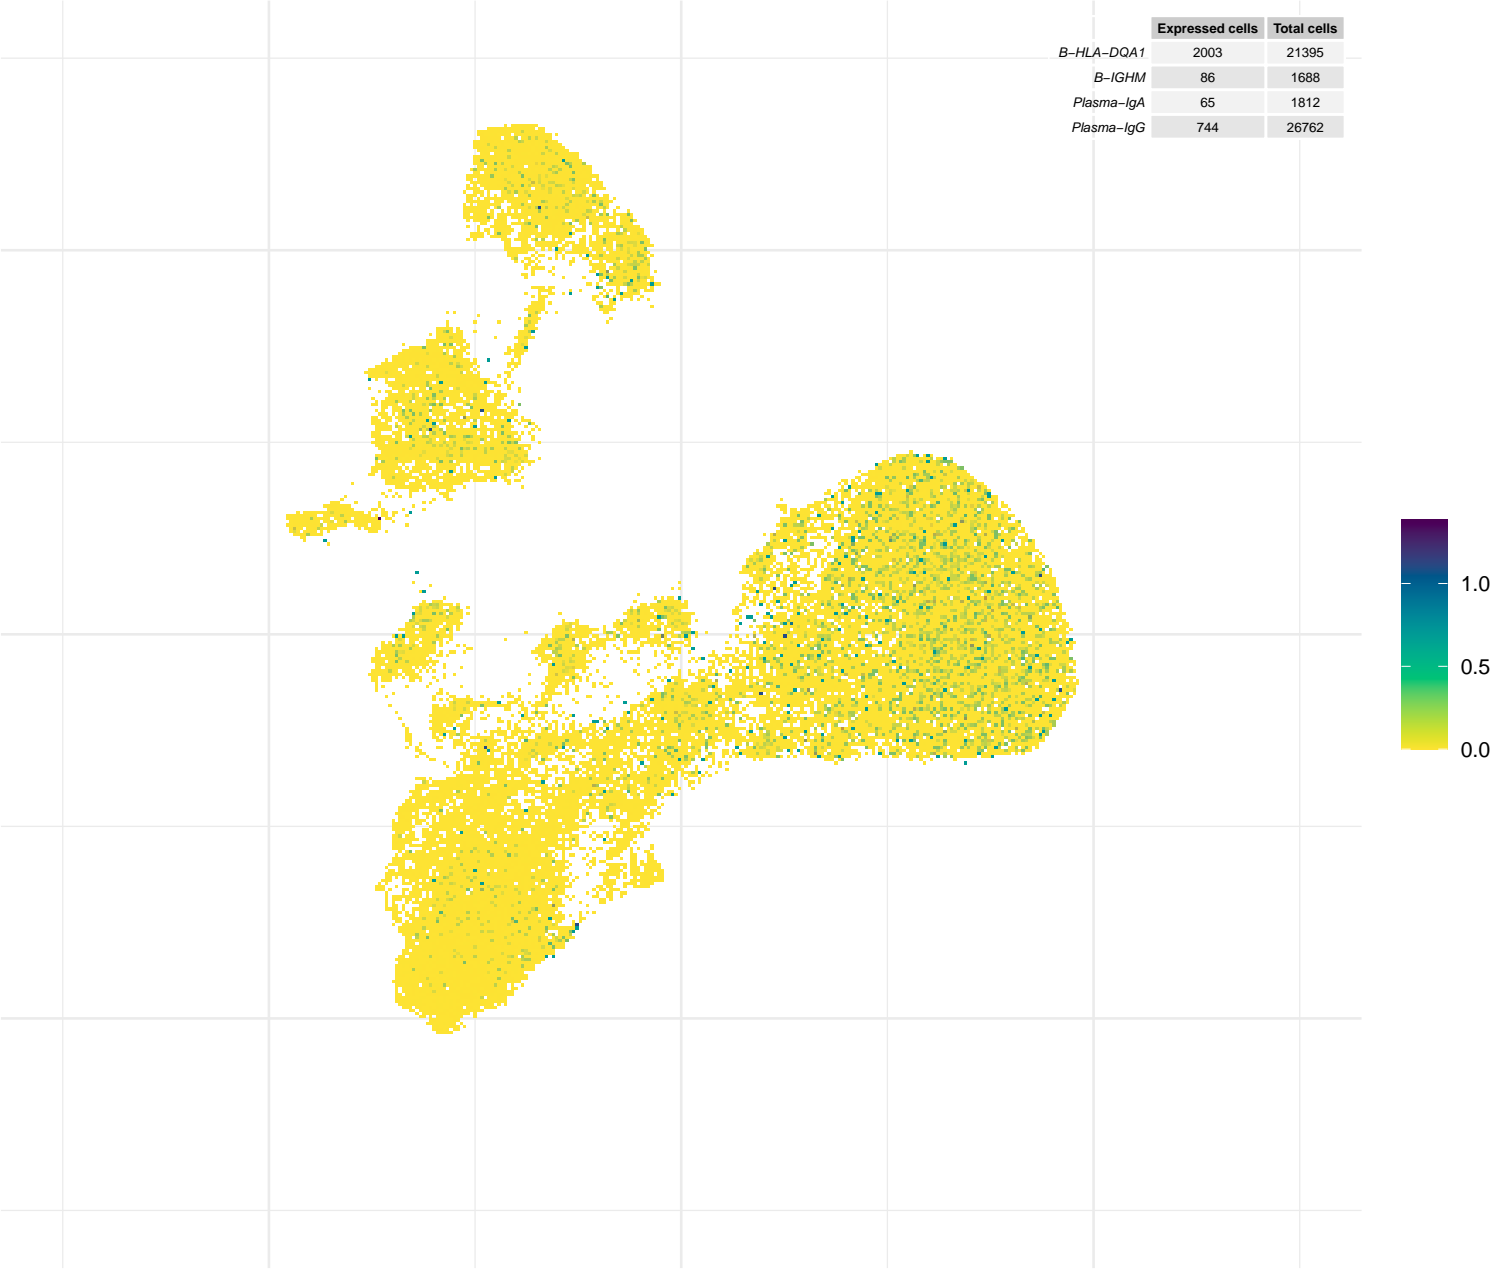 Expressed cells Total cells
B−HLA−DQA1 2003 21395
B−IGHM 86 1688
Plasma−IgA 65 1812
Plasma−IgG 744 26762
1.0
0.5
0.0